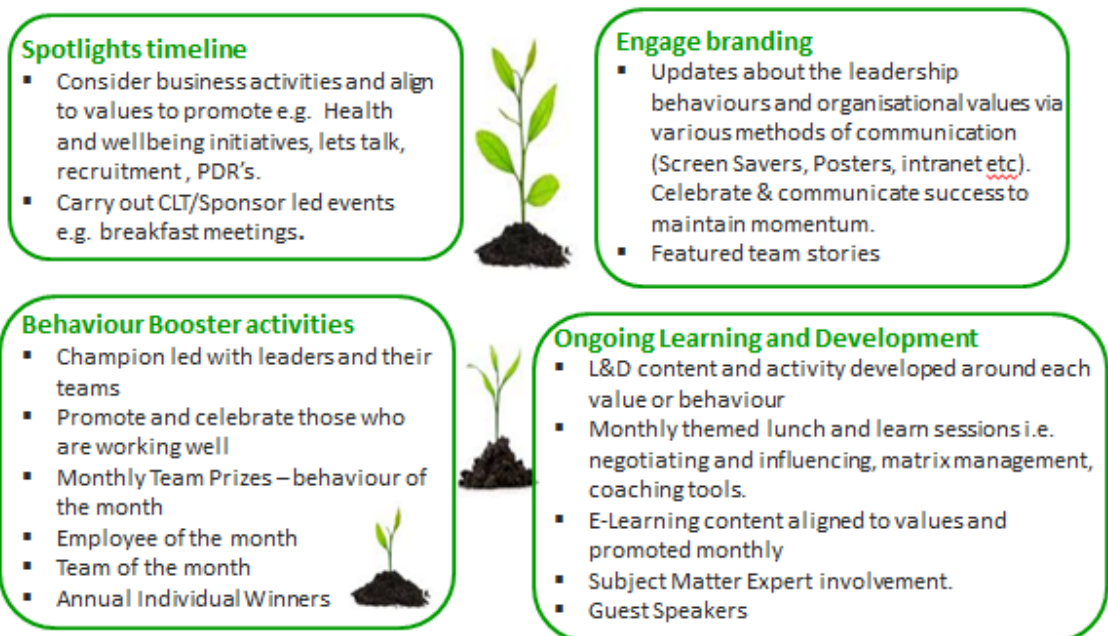 Spotlights timeline
▪ Consider business activities and align
to values to promote e.g. Health
and wellbeing initiatives, lets talk,
recruitment , PDR’s.
▪ Carry out CLT/Sponsor led events
e.g. breakfast meetings.
Engage branding
▪ Updates about the leadership
behaviours and organisational values via
various methods of communication
(Screen Savers, Posters, intranet etc).
Celebrate & communicate success to
maintain momentum.
▪ Featured team stories
Behaviour Booster activities
▪ Champion led with leaders and their
teams
▪ Promote and celebrate those who
are working well
▪ Monthly Team Prizes – behaviour of
the month
▪ Employee of the month
▪ Team of the month
▪ Annual Individual Winners
Ongoing Learning and Development
▪ L&D content and activity developed around each
value or behaviour
▪ Monthly themed lunch and learn sessions i.e.
negotiating and influencing, matrix management,
coaching tools.
▪ E-Learning content aligned to values and
promoted monthly
▪ Subject Matter Expert involvement.
▪ Guest Speakers